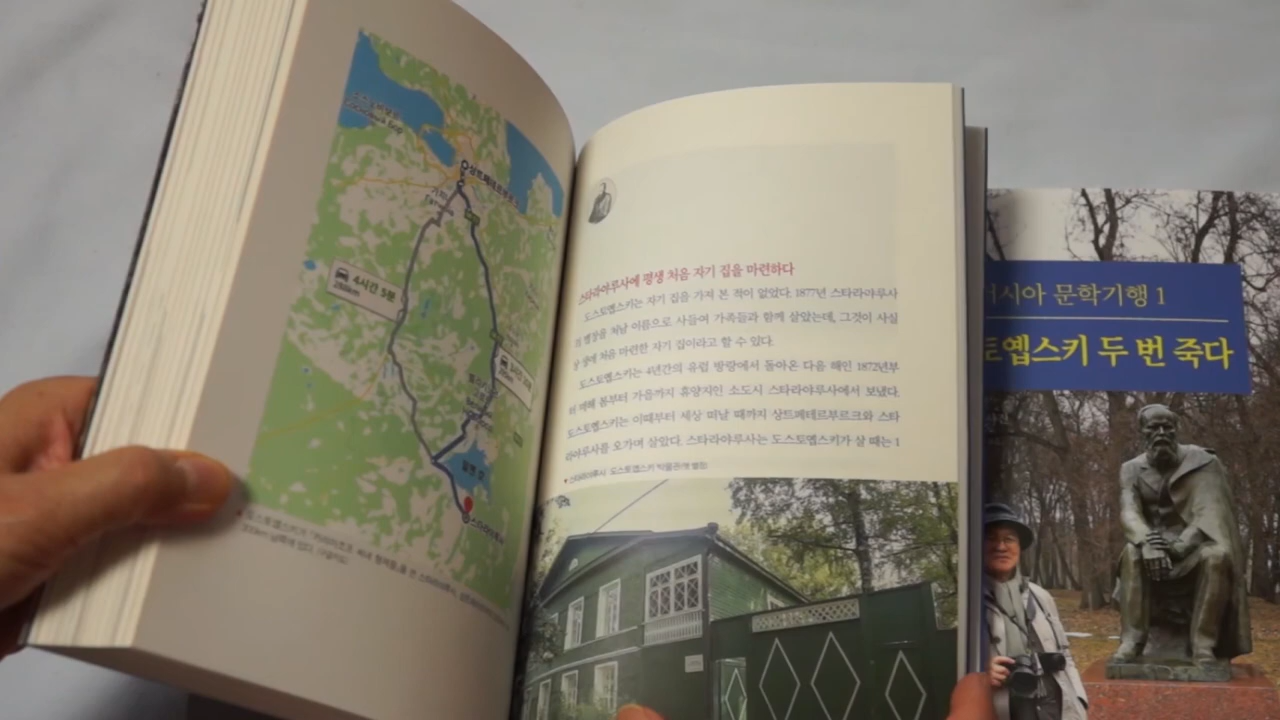 상트페테르부르크
4시간 5분
스타라야루사에 평생 처음 자기 집을 마련하다
도스토옙스키는 자기 집을 가져 본 적이 없었다. 1877년 스타라야루사
의 별장을 처남 이름으로 사들여 가족들과 함께 살았는데, 그것이 사실
상 생애 처음 마련한 자기 집이라고 할 수 있다.
도스토옙스키는 4년간의 유럽 방랑에서 돌아온 다음 해인 1872년부
터 매해 봄부터 가을까지 휴양지인 소도시 스타라야루사에서 보냈다.
도스토옙스키는 이때부터 세상 떠날 때까지 상트페테르부르크와 스타
라야루사를 오가며 살았다. 스타라야루사는 도스토옙스키가 살 때는 1
▼ 스타라야루사 도스토옙스키 박물관
러시아 문학기행 1
토옙스키 두 번 죽다